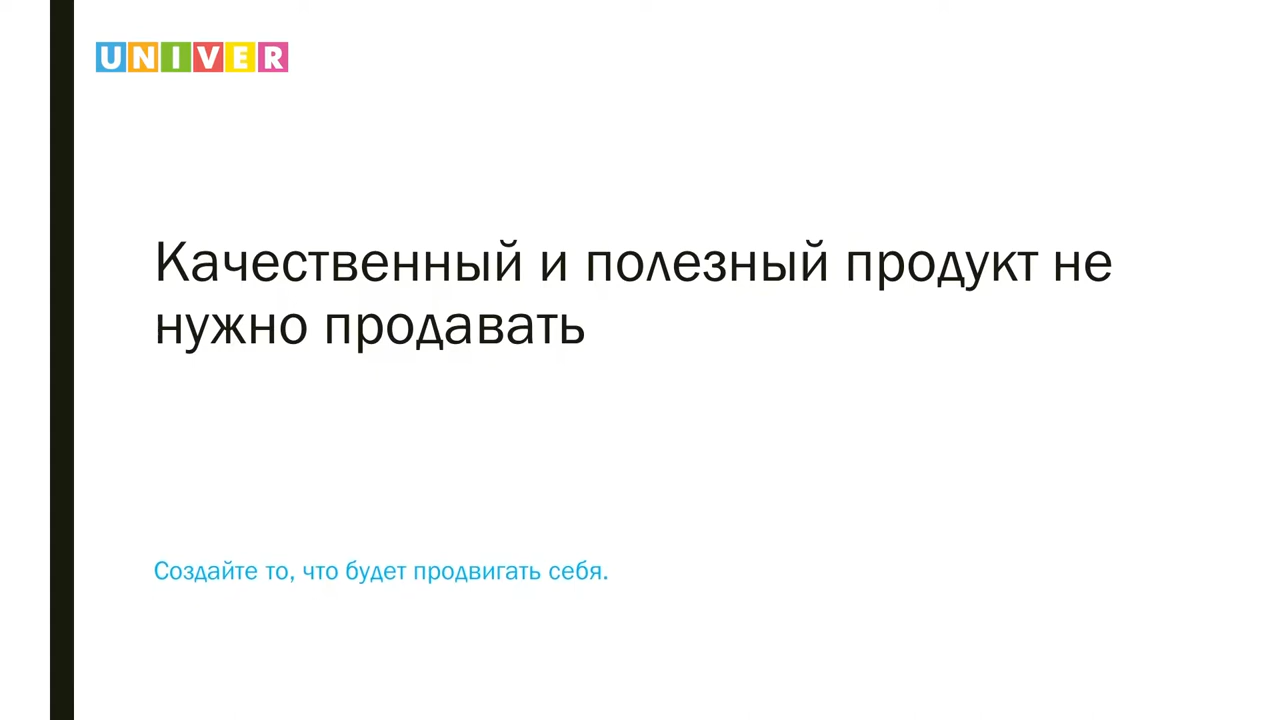 UNIVER
Качественный и полезный продукт не
нужно продавать
Создайте то, что будет продвигать себя.